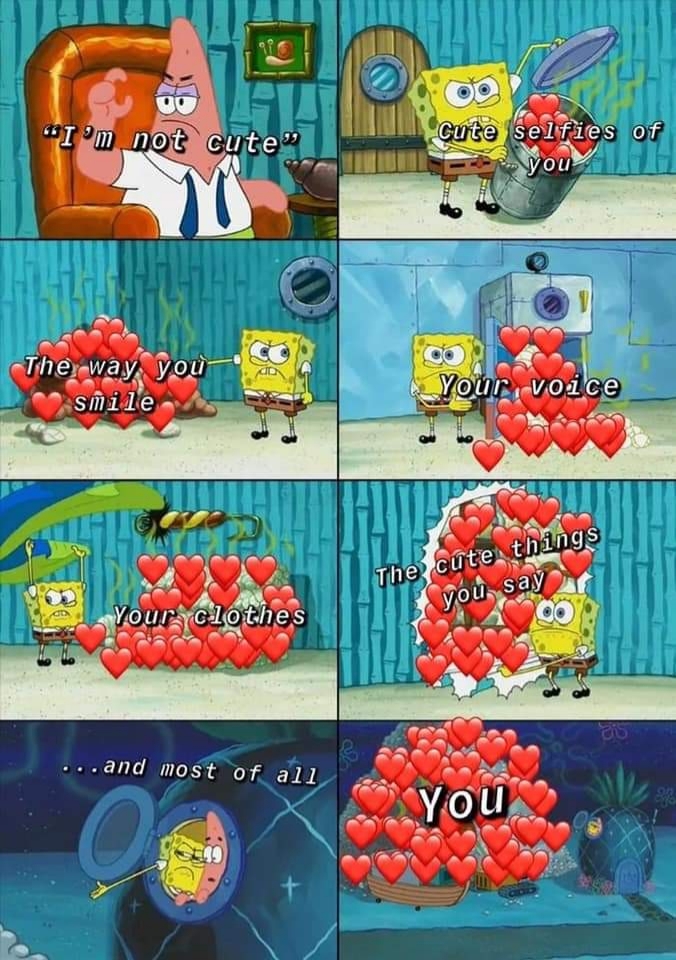 “I’m not cute”
Cute selfies of
you
The way you
smile
Your voice
Your clothes
The cute things
you say
...and most of all
You